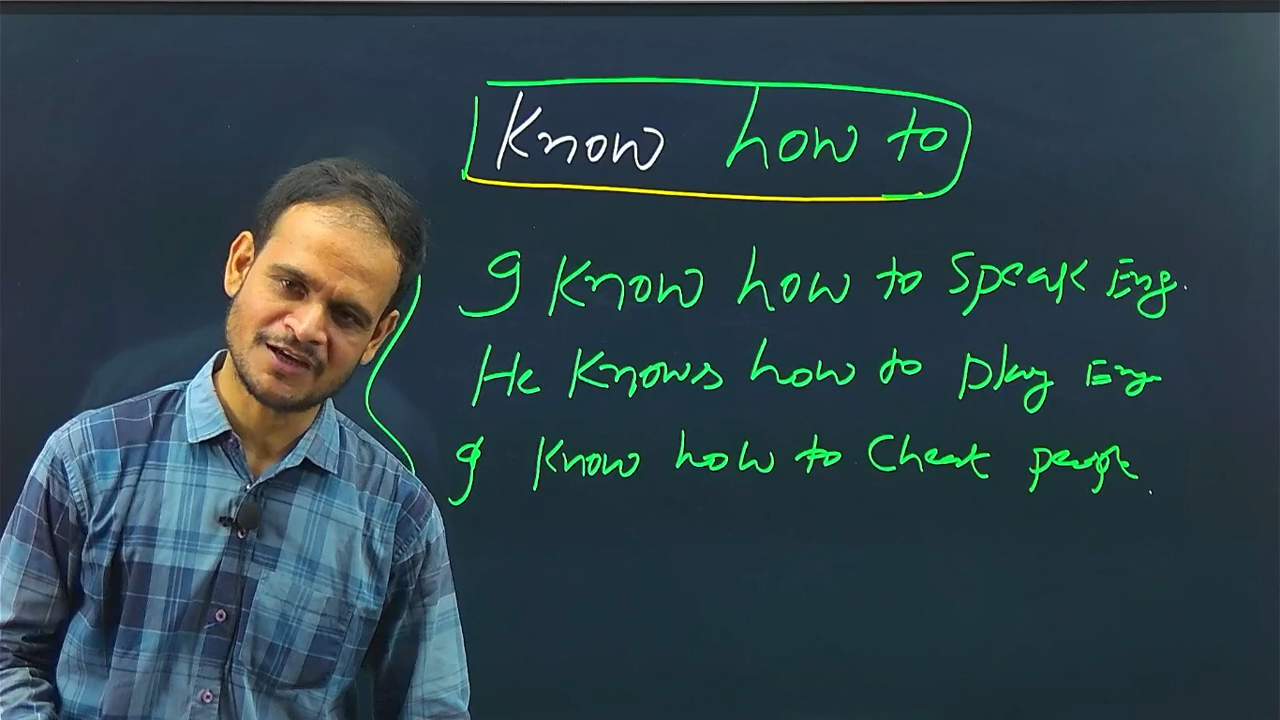 Know how to
I Know how to Speak Eng.
He Knows how to play Eng
I Know how to Cheat people.